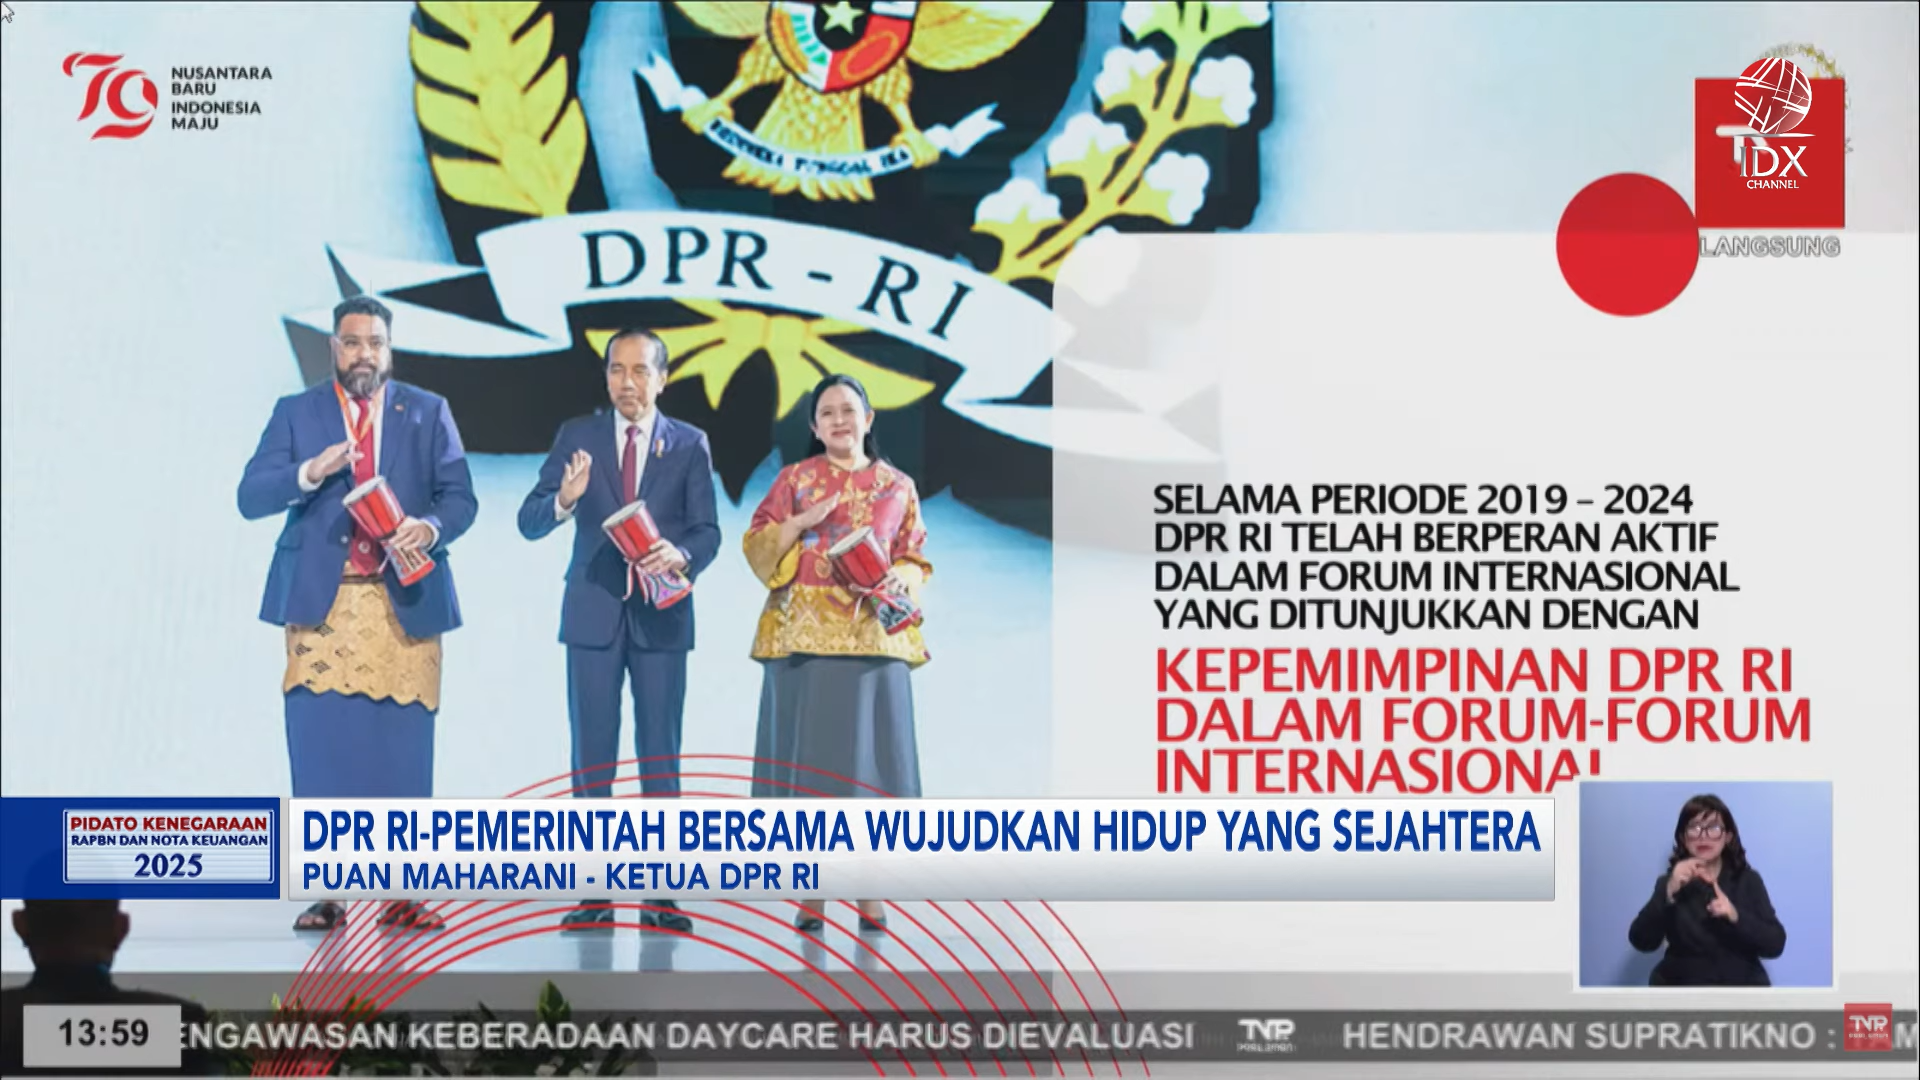 79
NUSANTARA
BARU
INDONESIA
MAJU
IDX
CHANNEL
LANGSUNG
DPR - RI
SELAMA PERIODE 2019 – 2024
DPR RI TELAH BERPERAN AKTIF
DALAM FORUM INTERNASIONAL
YANG DITUNJUKKAN DENGAN
KEPEMIMPINAN DPR RI
DALAM FORUM-FORUM
INTERNASIONAL
PIDATO KENEGARAAN
RAPBN DAN NOTA KEUANGAN
2025
DPR RI-PEMERINTAH BERSAMA WUJUDKAN HIDUP YANG SEJAHTERA
PUAN MAHARANI - KETUA DPR RI
13:59
ENGAWASAN KEBERADAAN DAYCARE HARUS DIEVALUASI TVR PARLEMEN HENDRAWAN SUPRATIKNO :